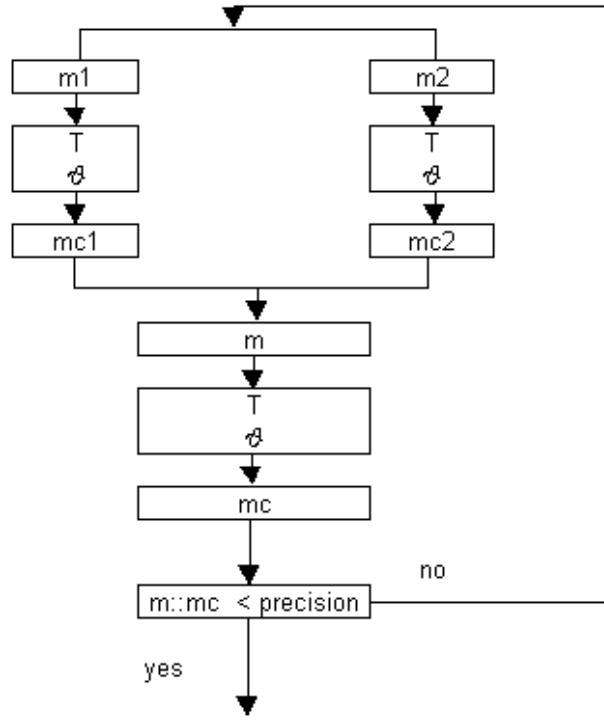 m1
m2
T
ϑ
T
ϑ
mc1
mc2
m
T
ϑ
mc
m::mc < precision
no
yes